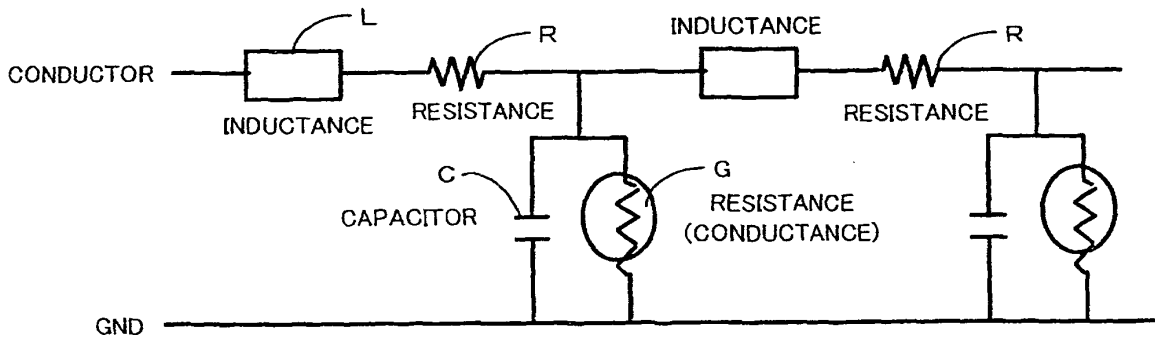 L
R
INDUCTANCE
R
CONDUCTOR
INDUCTANCE
RESISTANCE
RESISTANCE
C
G
CAPACITOR
RESISTANCE
(CONDUCTANCE)
GND